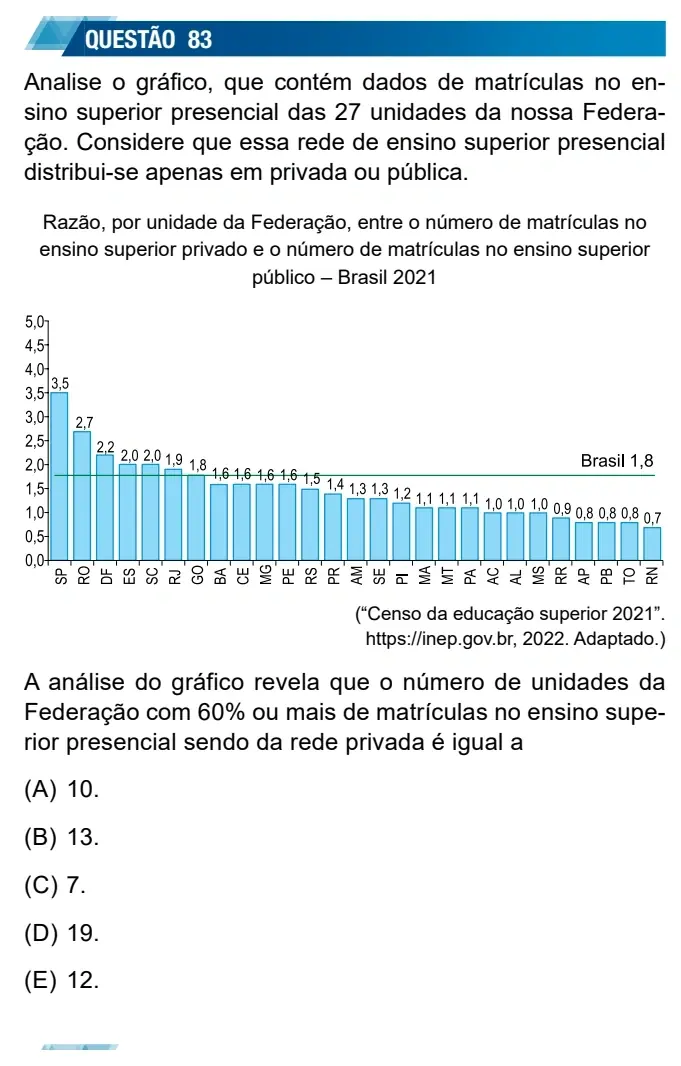 QUESTÃO 83
Analise o gráfico, que contém dados de matrículas no en-
sino superior presencial das 27 unidades da nossa Federa-
ção. Considere que essa rede de ensino superior presencial
distribui-se apenas em privada ou pública.
Razão, por unidade da Federação, entre o número de matrículas no
ensino superior privado e o número de matrículas no ensino superior
público – Brasil 2021
5,0
4,5
4,0
3,5
3,0
2,5
2,0
1,5
1,0
0,5
0,0
3,5 2,7 2,2 2,0 2,0 1,9 1,8 1,6 1,6 1,6 1,6 1,5 1,4 1,3 1,3 1,2 1,1 1,1 1,1 1,0 1,0 1,0 0,9 0,8 0,8 0,8 0,7
Brasil 1,8
SP RO DF ES SC RJ GO BA CE MG PE RS PR AM SE PI MA MT PA AC AL MS RR AP PB TO RN
(“Censo da educação superior 2021”.
https://inep.gov.br, 2022. Adaptado.)
A análise do gráfico revela que o número de unidades da
Federação com 60% ou mais de matrículas no ensino supe-
rior presencial sendo da rede privada é igual a
(A) 10.
(B) 13.
(C) 7.
(D) 19.
(E) 12.